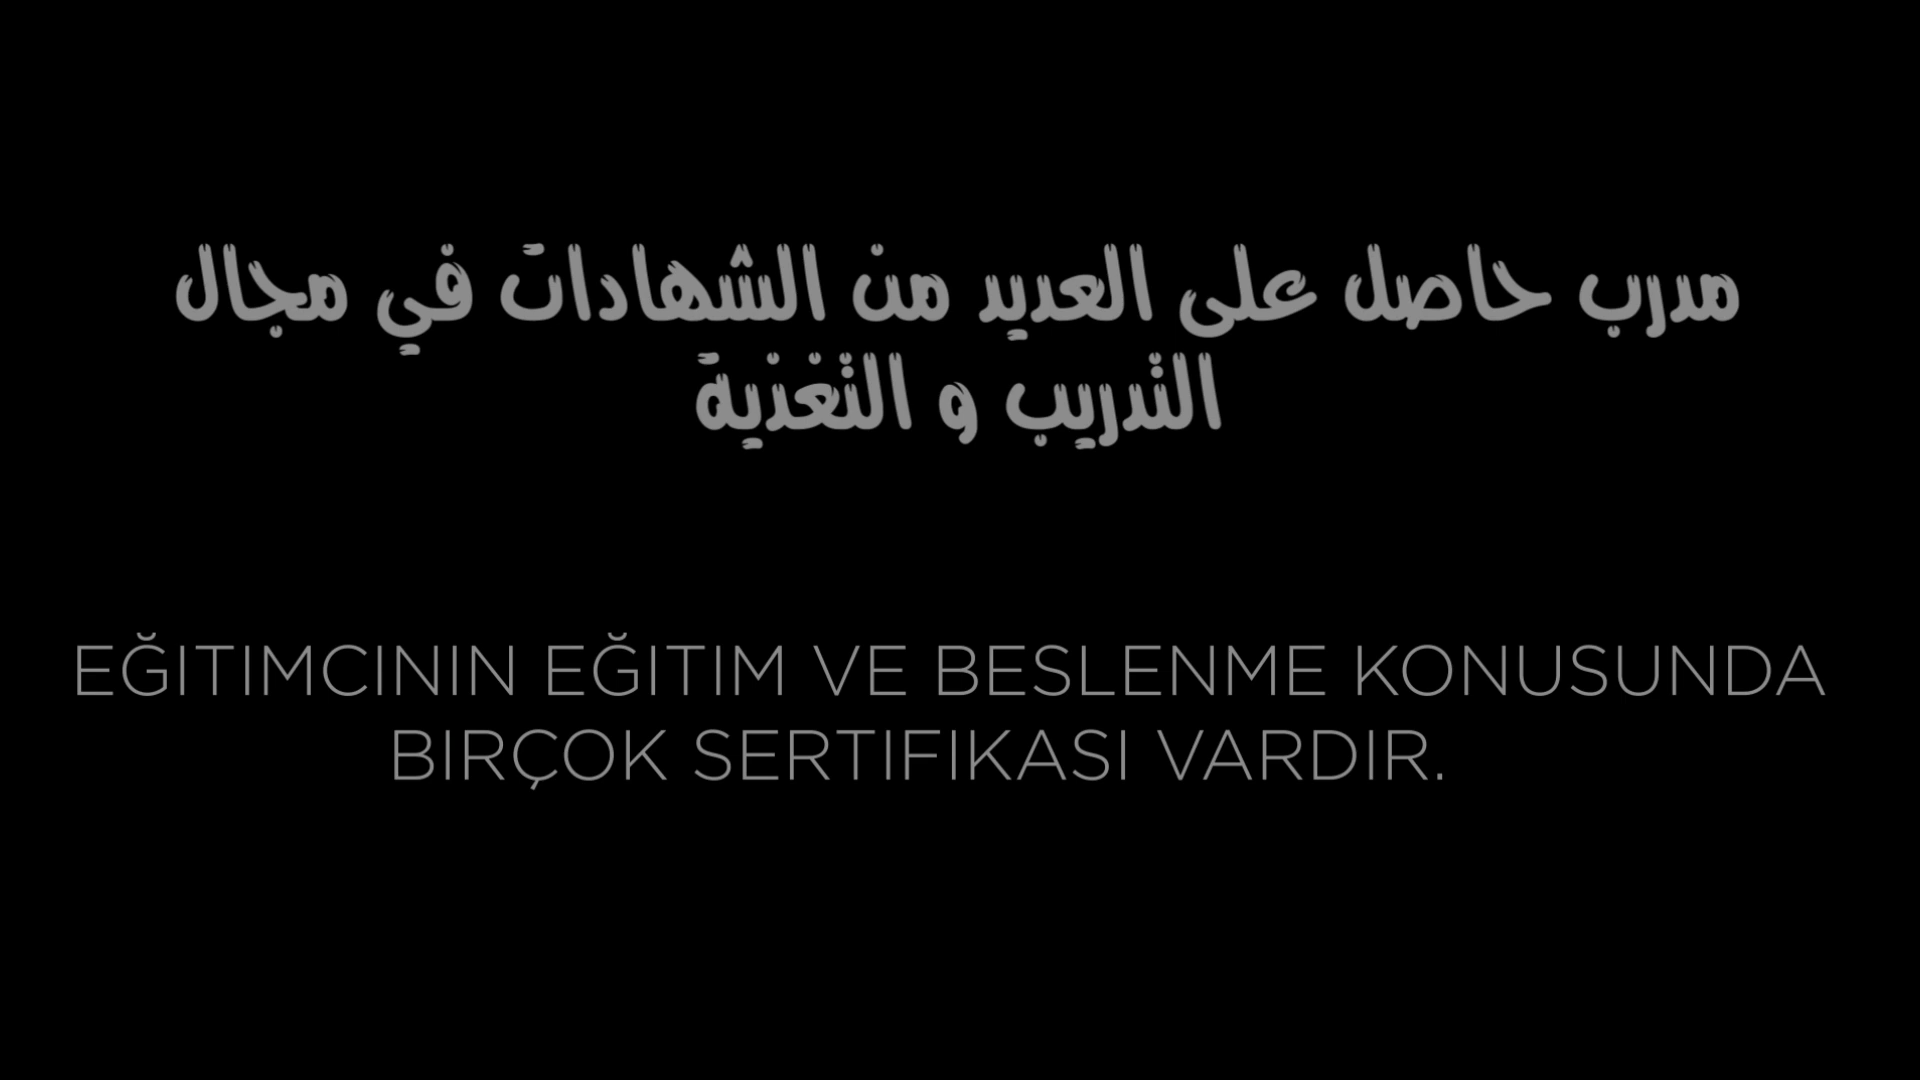 مدرب حاصل على العديد من الشهادات في مجال
التدريب و التغذية
EĞITIMCININ EĞITIM VE BESLENME KONUSUNDA
BIRÇOK SERTIFIKASI VARDIR.